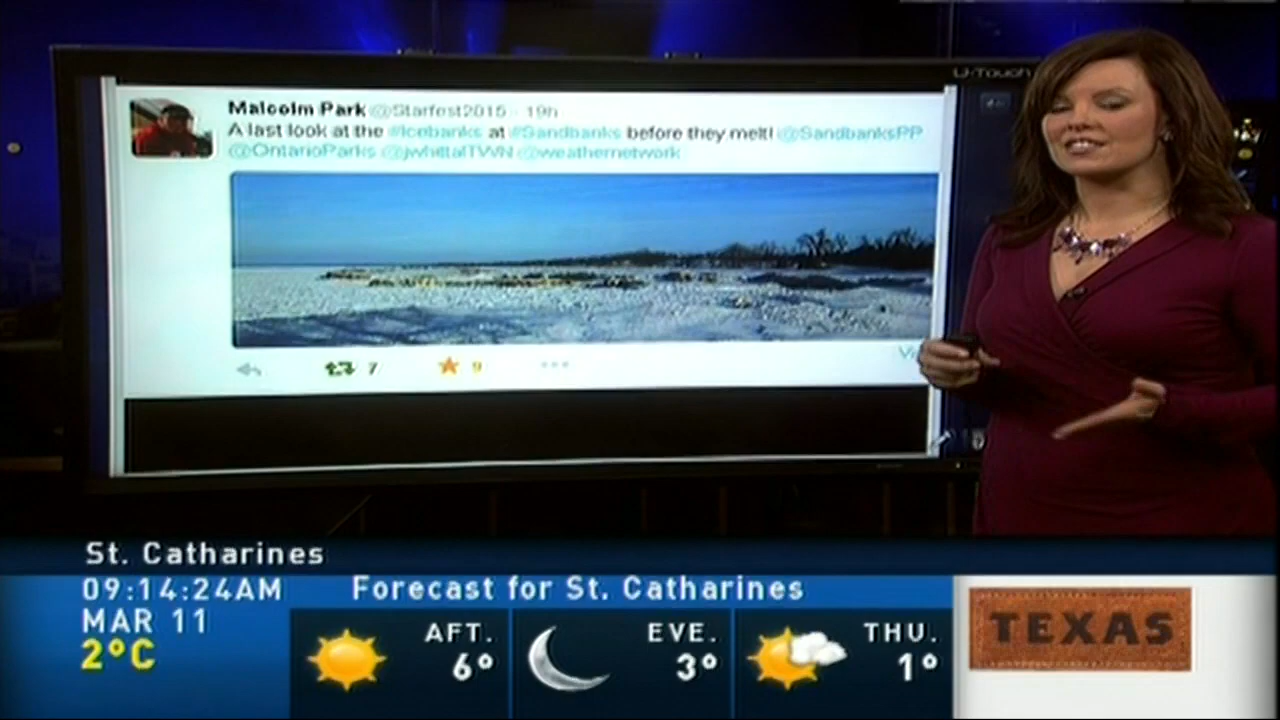 U-Touch
Malcolm Park @Starfest2015 · 19h
A last look at the #Icebanks at #Sandbanks before they melt! @SandbanksPP
@OntarioParks @jwhittalTWN @weathernetwork
7 9
St. Catharines
09:14:24AM
MAR 11
2°C
Forecast for St. Catharines
AFT.
6°
EVE.
3°
THU.
1°
TEXAS